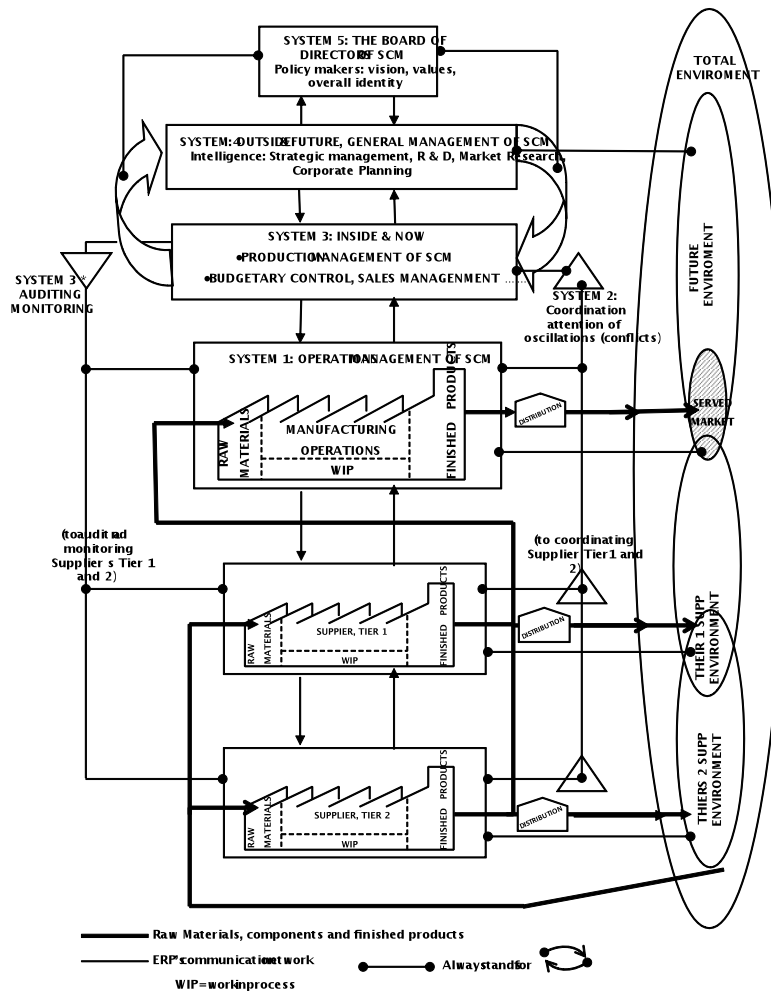 SYSTEM 5: THE BOARD OF
DIRECTORS OF SCM
Policy makers: vision, values,
overall identity
TOTAL
ENVIROMENT
SYSTEM:4 OUTSIDE & FUTURE, GENERAL MANAGEMENT OF SCM
Intelligence: Strategic management, R & D, Market Research,
Corporate Planning
SYSTEM 3: INSIDE & NOW
•PRODUCTION MANAGEMENT OF SCM
•BUDGETARY CONTROL, SALES MANAGENMENT ......
SYSTEM 3 *
AUDITING
MONITORING
FUTURE
ENVIROMENT
SYSTEM 2:
Coordination
attention of
oscillations (conflicts)
SYSTEM 1: OPERATIONS MANAGEMENT OF SCM
RAW
MATERIALS
MANUFACTURING
OPERATIONS
WIP
FINISHED PRODUCTS
DISTRIBUTION
SERVED
MARKET
(to audit ad
monitoring
Supplier s Tier 1
and 2)
(to coordinating
Supplier Tier1 and
2)
RAW
MATERIALS
SUPPIER, TIER 1
WIP
FINISHED PRODUCTS
DISTRIBUTION
THEIR 1 SUPP
ENVIRONMENT
RAW
MATERIALS
SUPPLIER, TIER 2
WIP
FINISHED PRODUCTS
DISTRIBUTION
THIERS 2 SUPP
ENVIRONMENT
Raw Materials, components and finished products
ERP's communication network
Always stands for
WIP=work in process